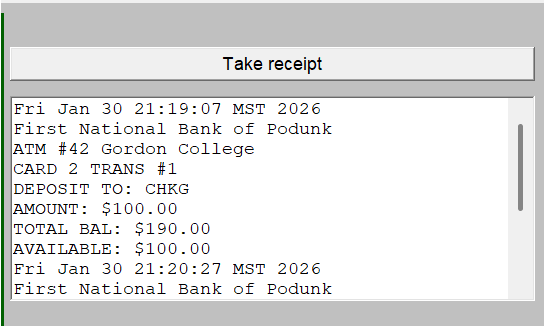 Take receipt
Fri Jan 30 21:19:07 MST 2026
First National Bank of Podunk
ATM #42 Gordon College
CARD 2 TRANS #1
DEPOSIT TO: CHKG
AMOUNT: $100.00
TOTAL BAL: $190.00
AVAILABLE: $100.00
Fri Jan 30 21:20:27 MST 2026
First National Bank of Podunk